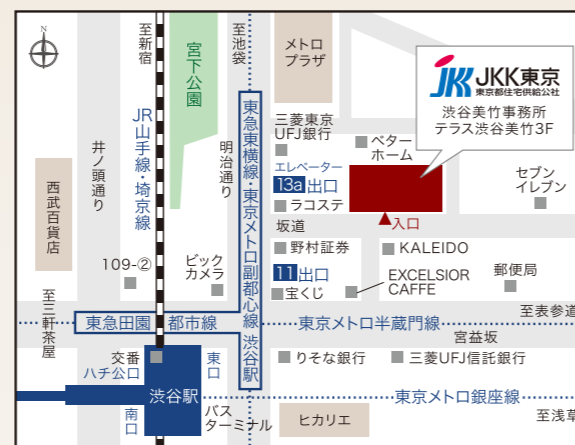 N
至新宿
宮下公園
至池袋
メトロ
プラザ
JKK東京
東京都住宅供給公社
渋谷美竹事務所
テラス渋谷美竹3F
井ノ頭通り
JR山手線・埼京線
明治通り
東急東横線・東京メトロ副都心線 渋谷駅
三菱東京
UFJ銀行
ベター
ホーム
エレベーター
13a出口
ラコステ
セブン
イレブン
西武百貨店
坂道
入口
野村証券
KALEIDO
109-②
ビック
カメラ
11出口
宝くじ
EXCELSIOR
CAFFE
郵便局
至三軒茶屋
東急田園都市線
東京メトロ半蔵門線
至表参道
宮益坂
交番
ハチ公口
東口
りそな銀行
三菱UFJ信託銀行
渋谷駅
東京メトロ銀座線
南口
バス
ターミナル
ヒカリエ
至浅草